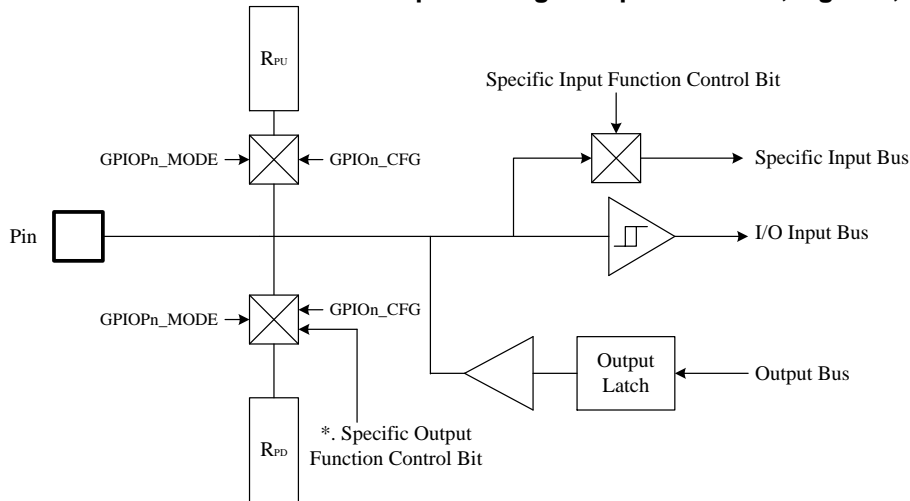 RPU
Specific Input Function Control Bit
GPIOPn_MODE
GPIOn_CFG
Specific Input Bus
Pin
I/O Input Bus
GPIOPn_MODE
GPIOn_CFG
Output
Latch
Output Bus
RPD
*. Specific Output
Function Control Bit